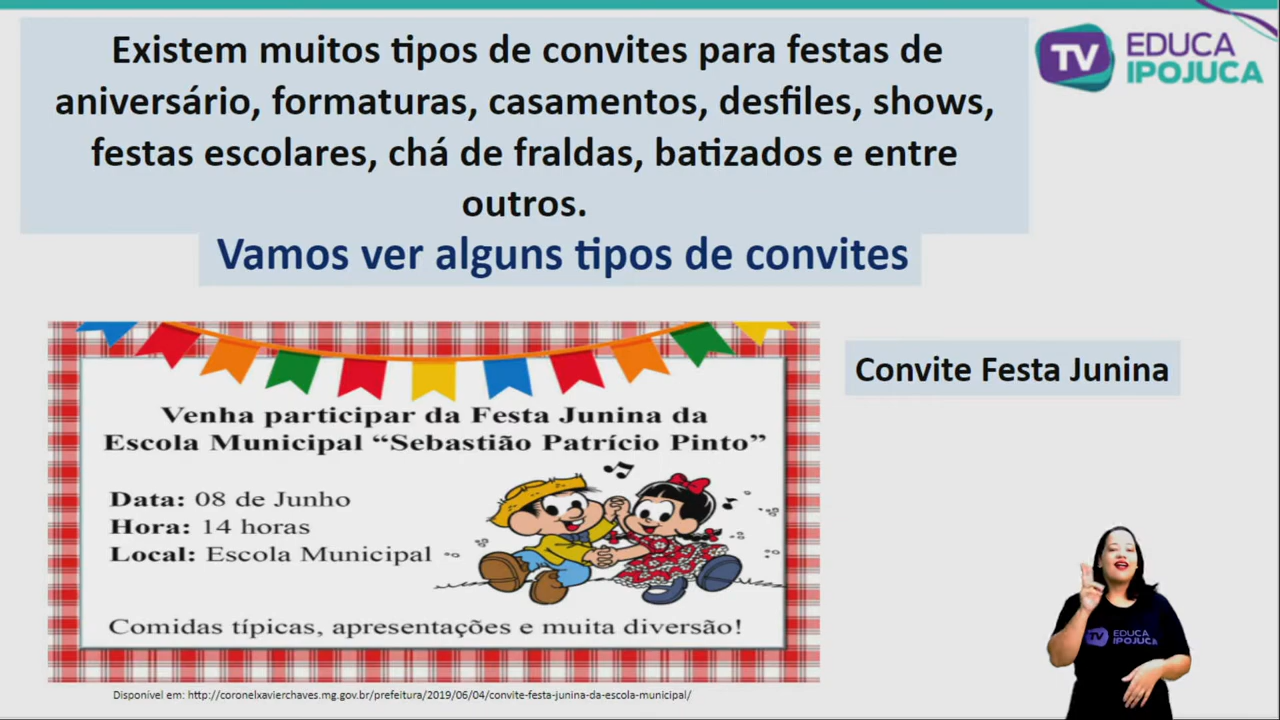 Existem muitos tipos de convites para festas de
aniversário, formaturas, casamentos, desfiles, shows,
festas escolares, chá de fraldas, batizados e entre
outros.
TV EDUCA
IPOJUCA
Vamos ver alguns tipos de convites
Convite Festa Junina
Venha participar da Festa Junina da
Escola Municipal “Sebastião Patrício Pinto”
Data: 08 de Junho
Hora: 14 horas
Local: Escola Municipal
Comidas típicas, apresentações e muita diversão!
TV EDUCA
IPOJUCA
Disponível em: http://coronelxavierchaves.mg.gov.br/prefeitura/2019/06/04/convite-festa-junina-da-escola-municipal/